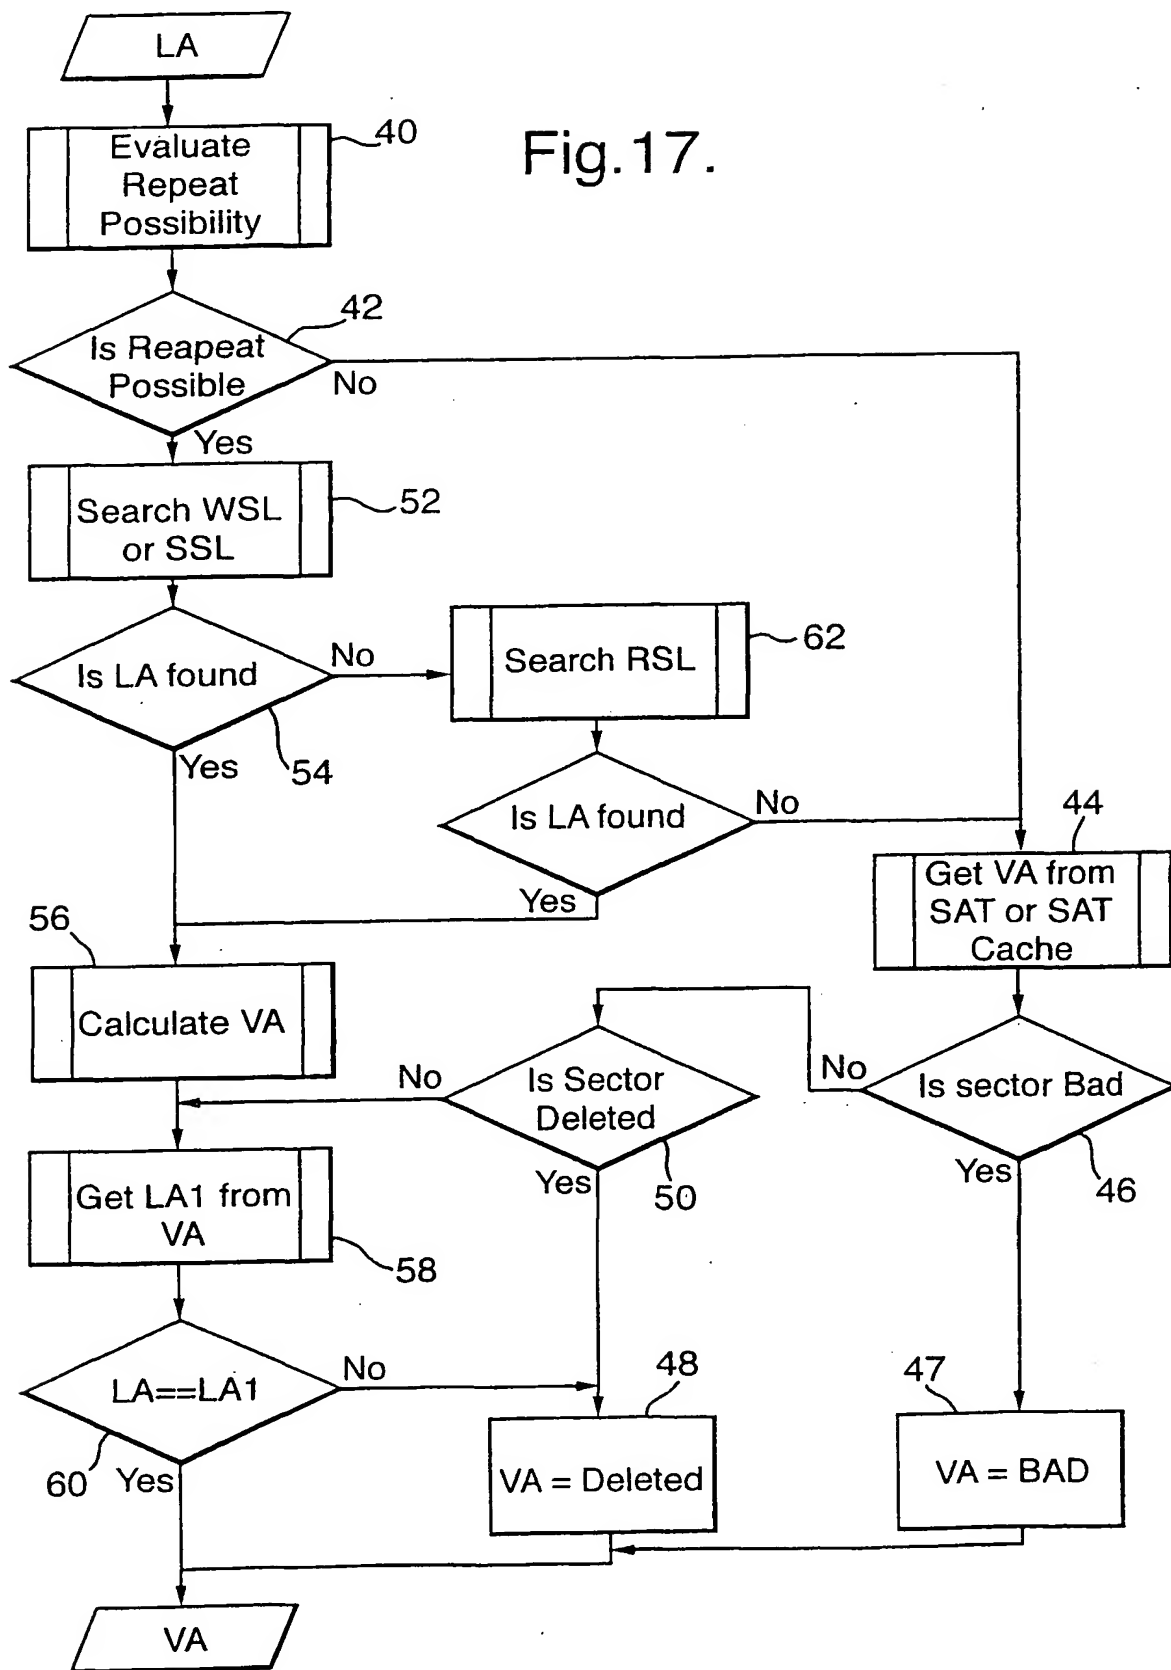 LA
Fig.17.
Evaluate
Repeat
Possibility
40
Is Reapeat
Possible
42
No
Yes
Search WSL
or SSL
52
Is LA found
54
No
Yes
Search RSL
62
Is LA found
No
Yes
44
Get VA from
SAT or SAT
Cache
56
Calculate VA
Is sector Bad
46
No
Yes
Is Sector
Deleted
50
No
Yes
Get LA1 from
VA
58
LA==LA1
60
No
Yes
48
VA = Deleted
47
VA = BAD
VA